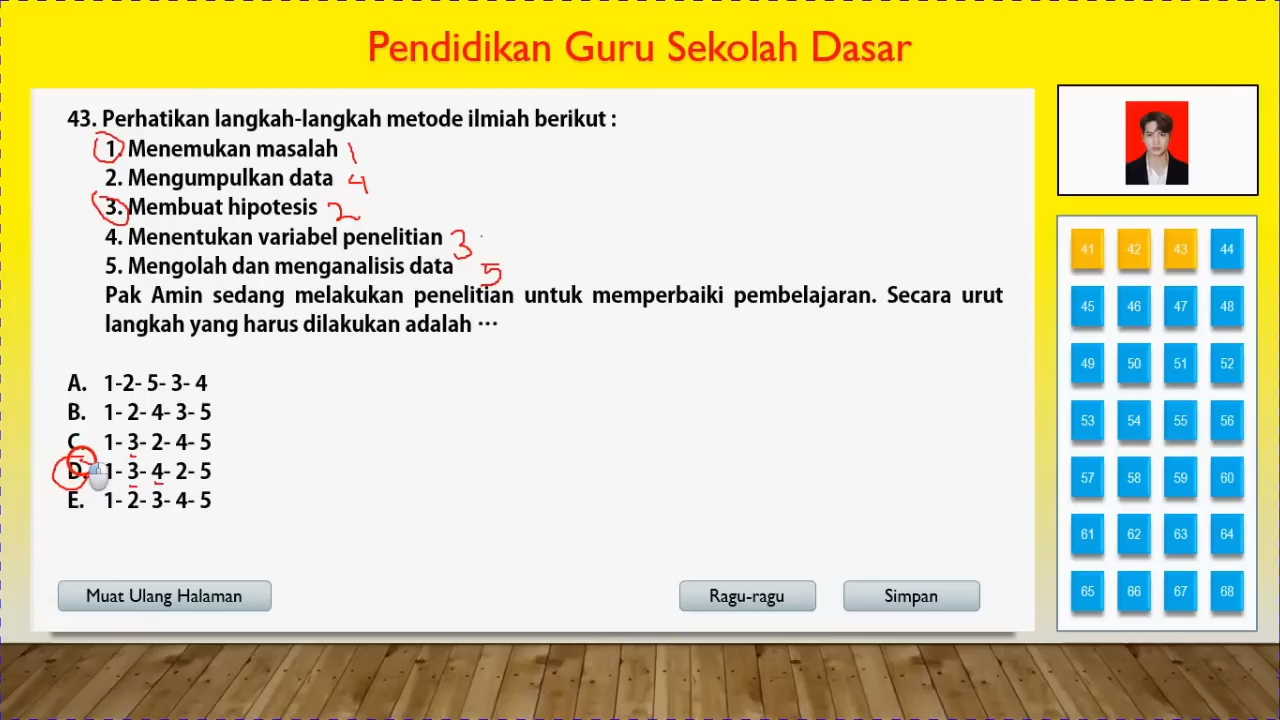 Pendidikan Guru Sekolah Dasar
43. Perhatikan langkah-langkah metode ilmiah berikut :
1. Menemukan masalah 1
2. Mengumpulkan data 4
3. Membuat hipotesis 2
4. Menentukan variabel penelitian 3
5. Mengolah dan menganalisis data 5
Pak Amin sedang melakukan penelitian untuk memperbaiki pembelajaran. Secara urut
langkah yang harus dilakukan adalah …
A. 1-2- 5- 3- 4
B. 1- 2- 4- 3- 5
C. 1- 3- 2- 4- 5
D. 1- 3- 4- 2- 5
E. 1- 2- 3- 4- 5
Muat Ulang Halaman
Ragu-ragu
Simpan
41 42 43 44
45 46 47 48
49 50 51 52
53 54 55 56
57 58 59 60
61 62 63 64
65 66 67 68